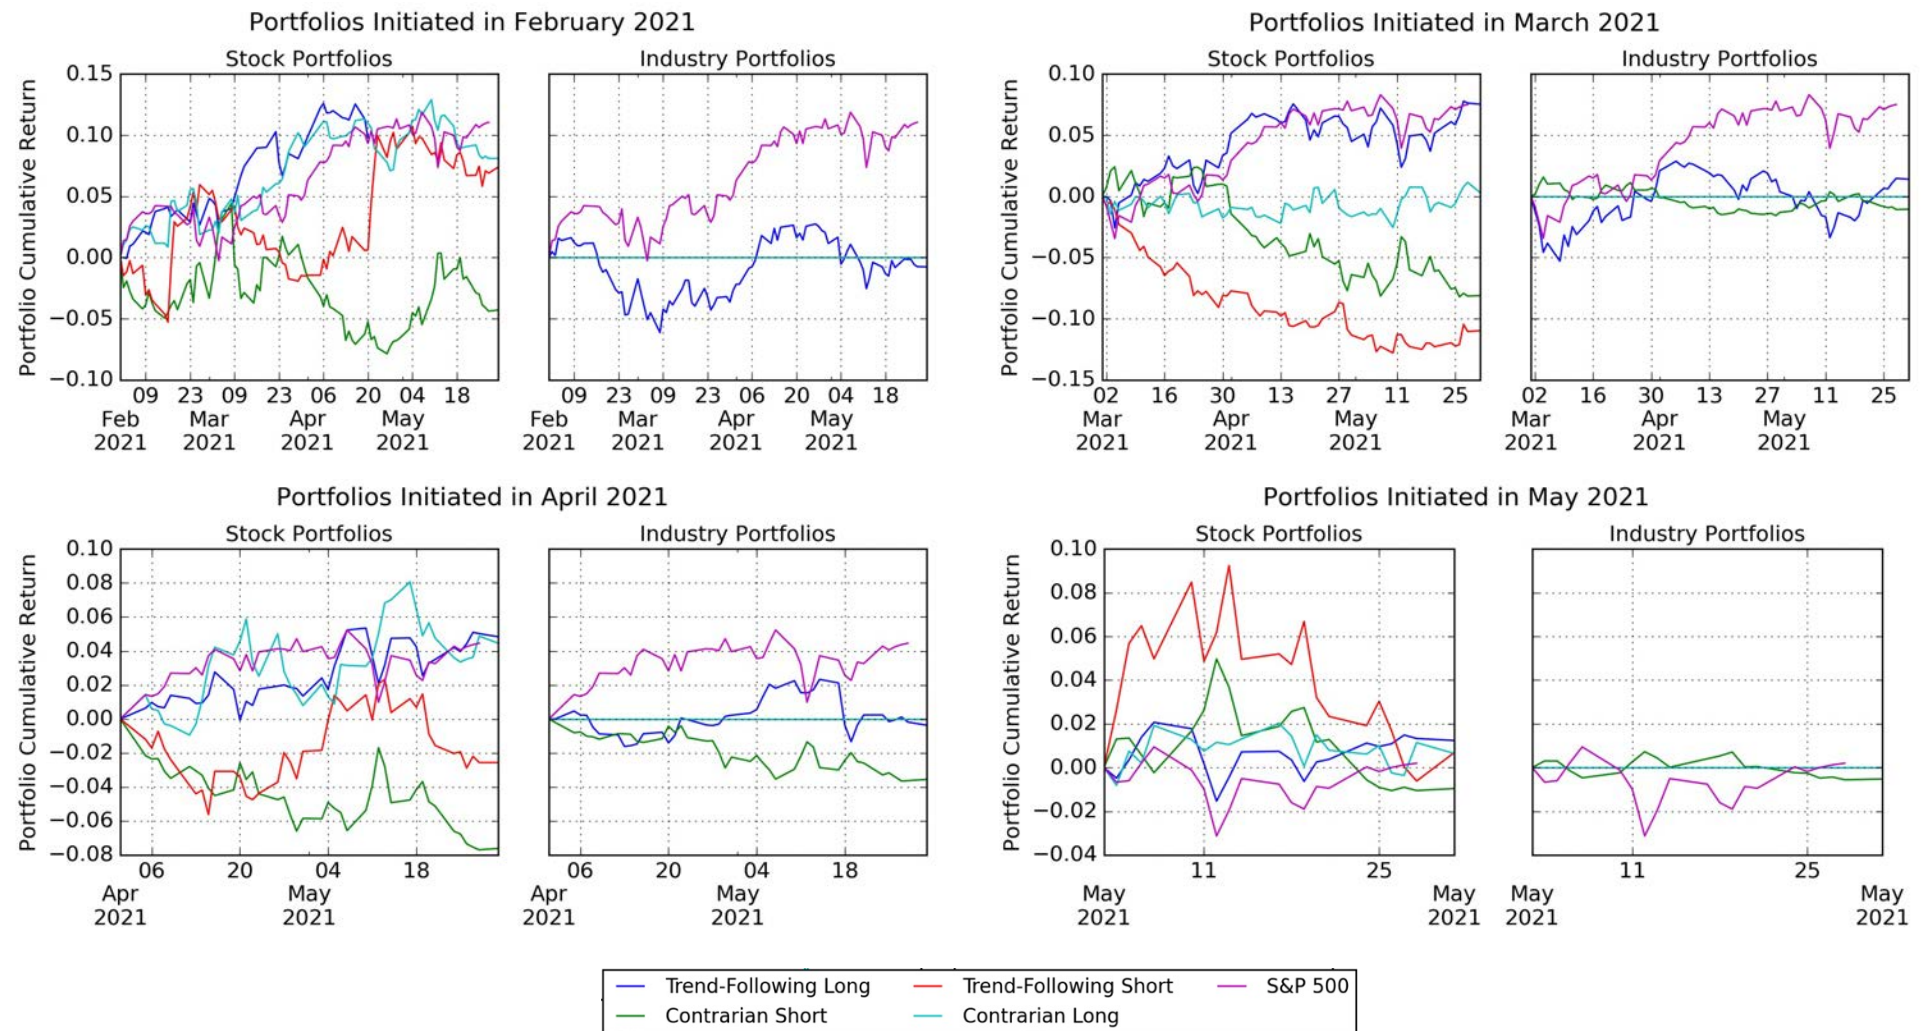 Portfolios Initiated in February 2021
Stock Portfolios
Industry Portfolios
Portfolio Cumulative Return
0.15
0.10
0.05
0.00
−0.05
−0.10
09 23 09 23 06 20 04 18
Feb Mar Apr May
2021 2021 2021 2021
09 23 09 23 06 20 04 18
Feb Mar Apr May
2021 2021 2021 2021
Portfolios Initiated in March 2021
Stock Portfolios
Industry Portfolios
Portfolio Cumulative Return
0.10
0.05
0.00
−0.05
−0.10
−0.15
02 16 30 13 27 11 25
Mar Apr May
2021 2021 2021
02 16 30 13 27 11 25
Mar Apr May
2021 2021 2021
Portfolios Initiated in April 2021
Stock Portfolios
Industry Portfolios
Portfolio Cumulative Return
0.10
0.08
0.06
0.04
0.02
0.00
−0.02
−0.04
−0.06
−0.08
06 20 04 18
Apr May
2021 2021
06 20 04 18
Apr May
2021 2021
Portfolios Initiated in May 2021
Stock Portfolios
Industry Portfolios
Portfolio Cumulative Return
0.10
0.08
0.06
0.04
0.02
0.00
−0.02
−0.04
11 25
May May
2021 2021
11 25
May May
2021 2021
Trend-Following Long Trend-Following Short S&P 500
Contrarian Short Contrarian Long